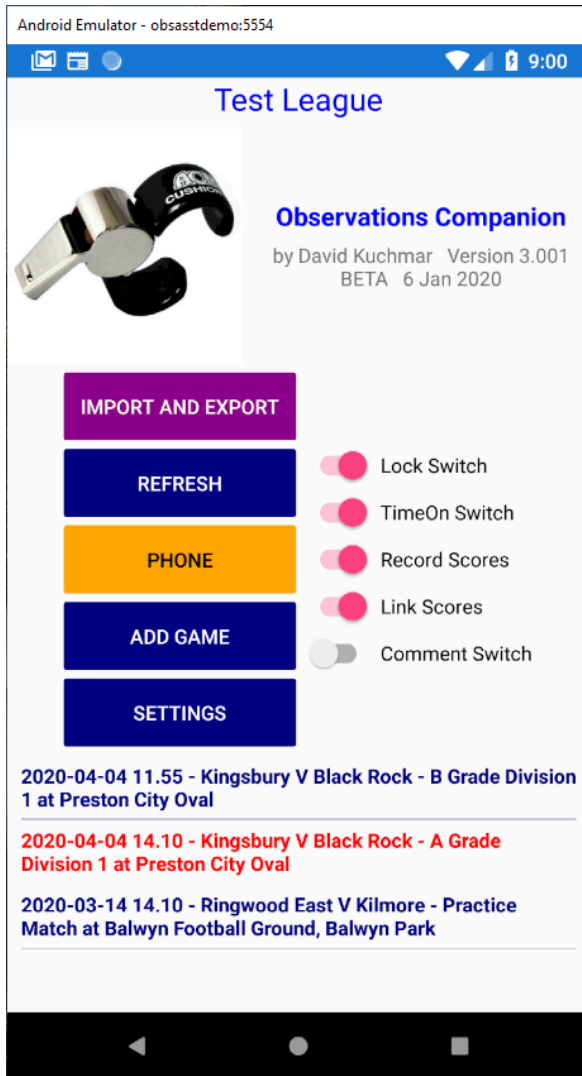 Android Emulator - obsasstdemo:5554
9:00
Test League
ACME
CUSHION
Observations Companion
by David Kuchmar   Version 3.001
BETA   6 Jan 2020
IMPORT AND EXPORT
REFRESH
PHONE
ADD GAME
SETTINGS
Lock Switch
TimeOn Switch
Record Scores
Link Scores
Comment Switch
2020-04-04 11.55 - Kingsbury V Black Rock - B Grade Division
1 at Preston City Oval
2020-04-04 14.10 - Kingsbury V Black Rock - A Grade
Division 1 at Preston City Oval
2020-03-14 14.10 - Ringwood East V Kilmore - Practice
Match at Balwyn Football Ground, Balwyn Park